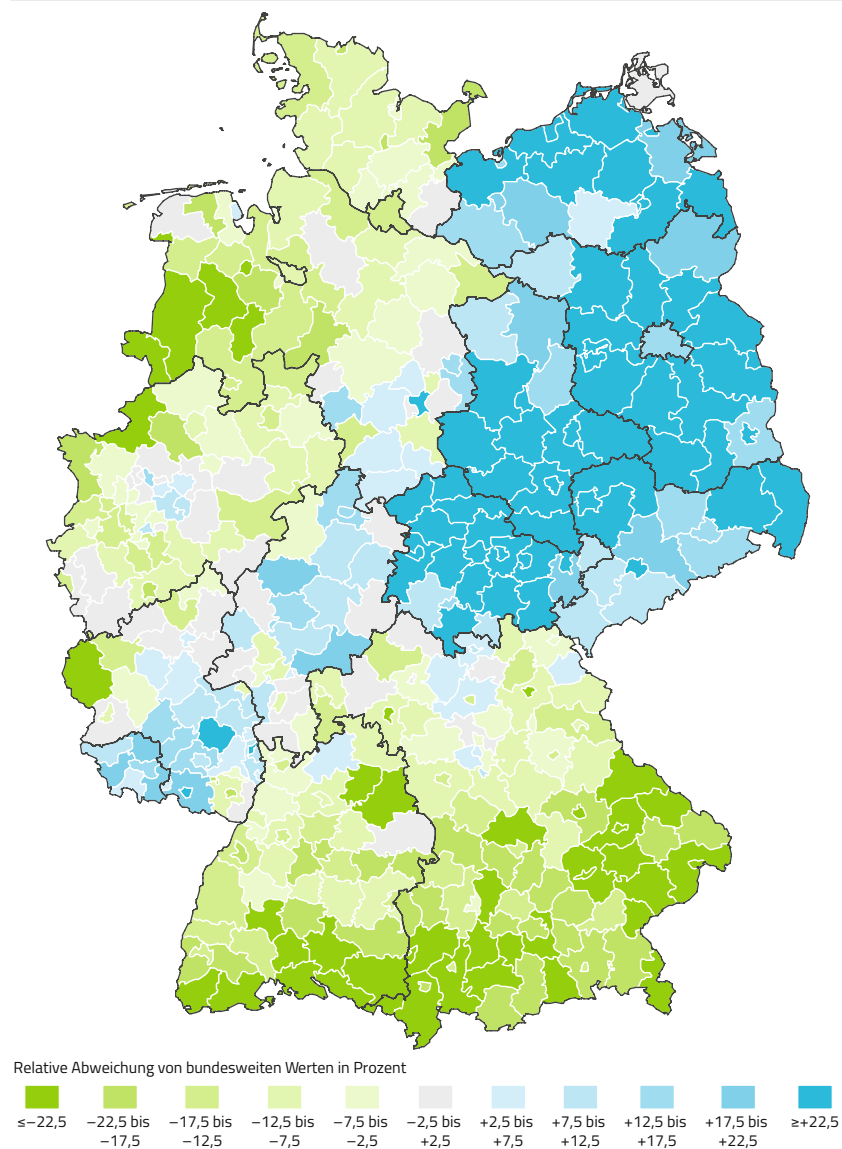 Relative Abweichung von bundesweiten Werten in Prozent
≤−22,5
−22,5 bis
−17,5
−17,5 bis
−12,5
−12,5 bis
−7,5
−7,5 bis
−2,5
−2,5 bis
+2,5
+2,5 bis
+7,5
+7,5 bis
+12,5
+12,5 bis
+17,5
+17,5 bis
+22,5
≥+22,5